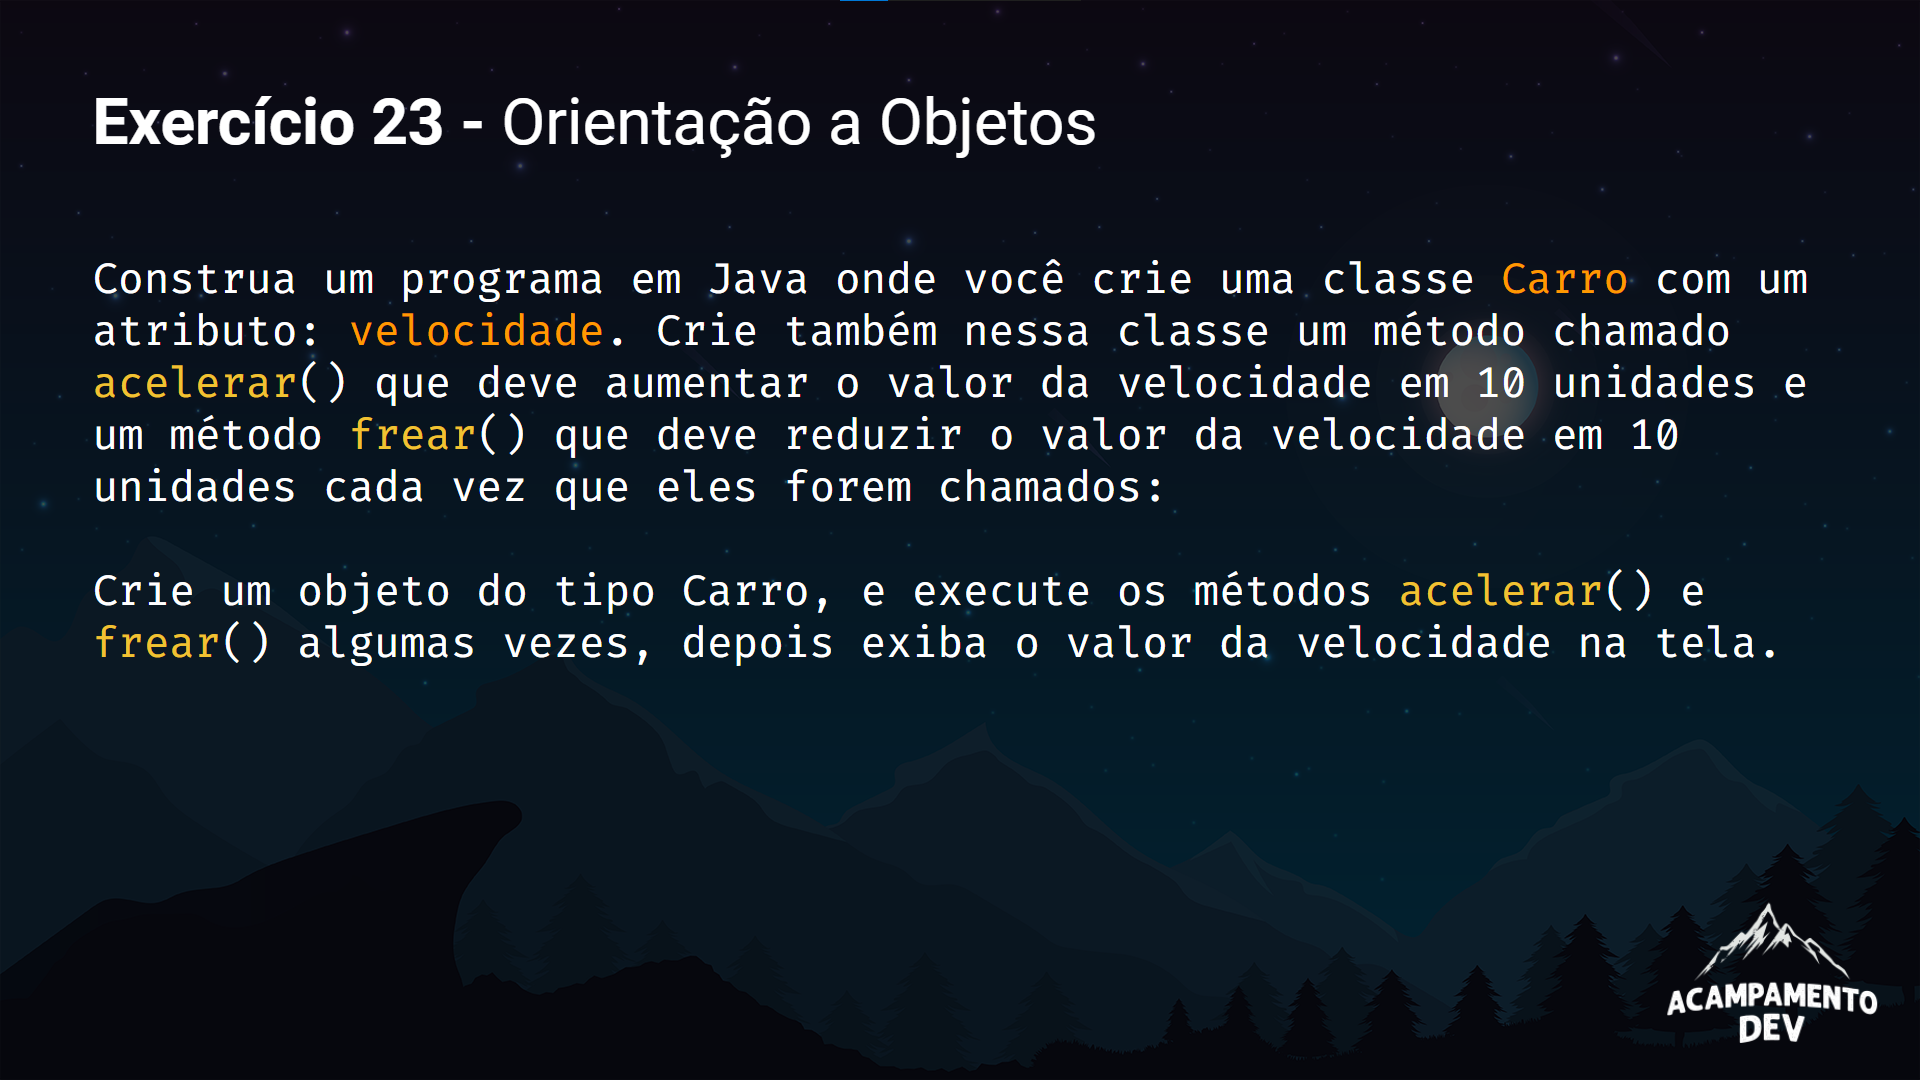 Exercício 23 - Orientação a Objetos
Construa um programa em Java onde você crie uma classe Carro com um
atributo: velocidade. Crie também nessa classe um método chamado
acelerar() que deve aumentar o valor da velocidade em 10 unidades e
um método frear() que deve reduzir o valor da velocidade em 10
unidades cada vez que eles forem chamados:
Crie um objeto do tipo Carro, e execute os métodos acelerar() e
frear() algumas vezes, depois exiba o valor da velocidade na tela.
ACAMPAMENTO
DEV